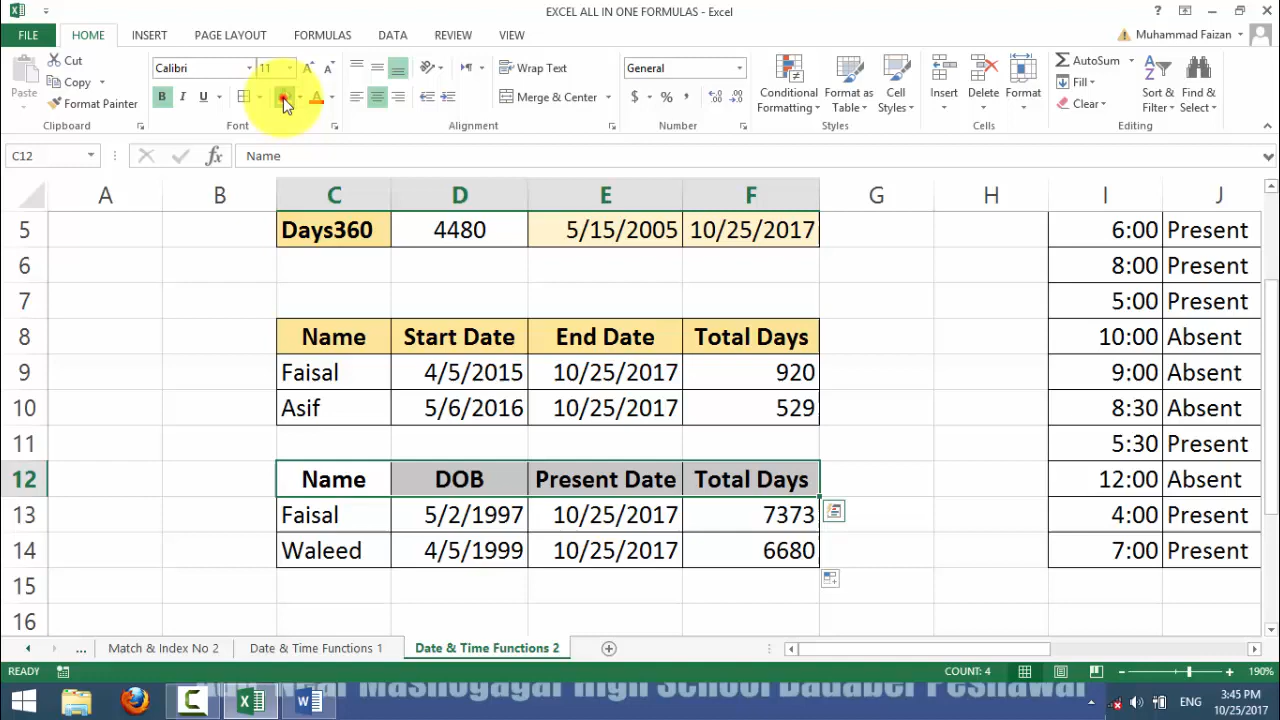 EXCEL ALL IN ONE FORMULAS - Excel
FILE HOME INSERT PAGE LAYOUT FORMULAS DATA REVIEW VIEW Muhammad Faizan
Paste Cut Copy Format Painter Clipboard
Calibri 11 B I U A Font
Wrap Text Merge & Center Alignment
General $ % , Number
Conditional Formatting Format as Table Cell Styles Styles
Insert Delete Format Cells
AutoSum Fill Clear Sort & Filter Find & Select Editing
C12 fx Name
A B C D E F G H I J
5 Days360 4480 5/15/2005 10/25/2017 6:00 Present
6 8:00 Present
7 5:00 Present
8 Name Start Date End Date Total Days 10:00 Absent
9 Faisal 4/5/2015 10/25/2017 920 9:00 Absent
10 Asif 5/6/2016 10/25/2017 529 8:30 Absent
11 5:30 Present
12 Name DOB Present Date Total Days 12:00 Absent
13 Faisal 5/2/1997 10/25/2017 7373 4:00 Present
14 Waleed 4/5/1999 10/25/2017 6680 7:00 Present
15
16
... Match & Index No 2 Date & Time Functions 1 Date & Time Functions 2
READY COUNT: 4 190%
Near Mashogagar High School Badaber Peshawar
ENG 3:45 PM
10/25/2017